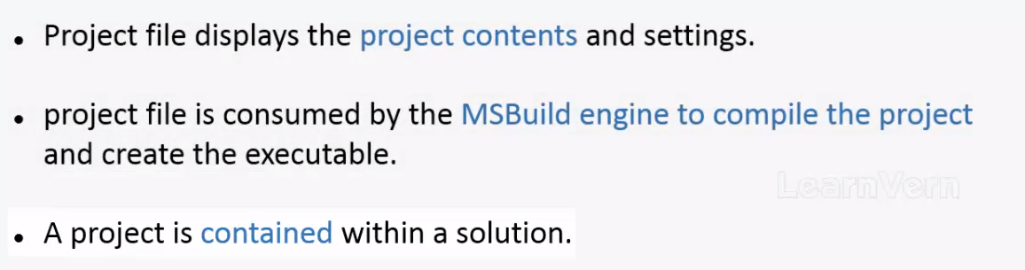 • Project file displays the project contents and settings.
• project file is consumed by the MSBuild engine to compile the project
and create the executable.
LearnVern
• A project is contained within a solution.